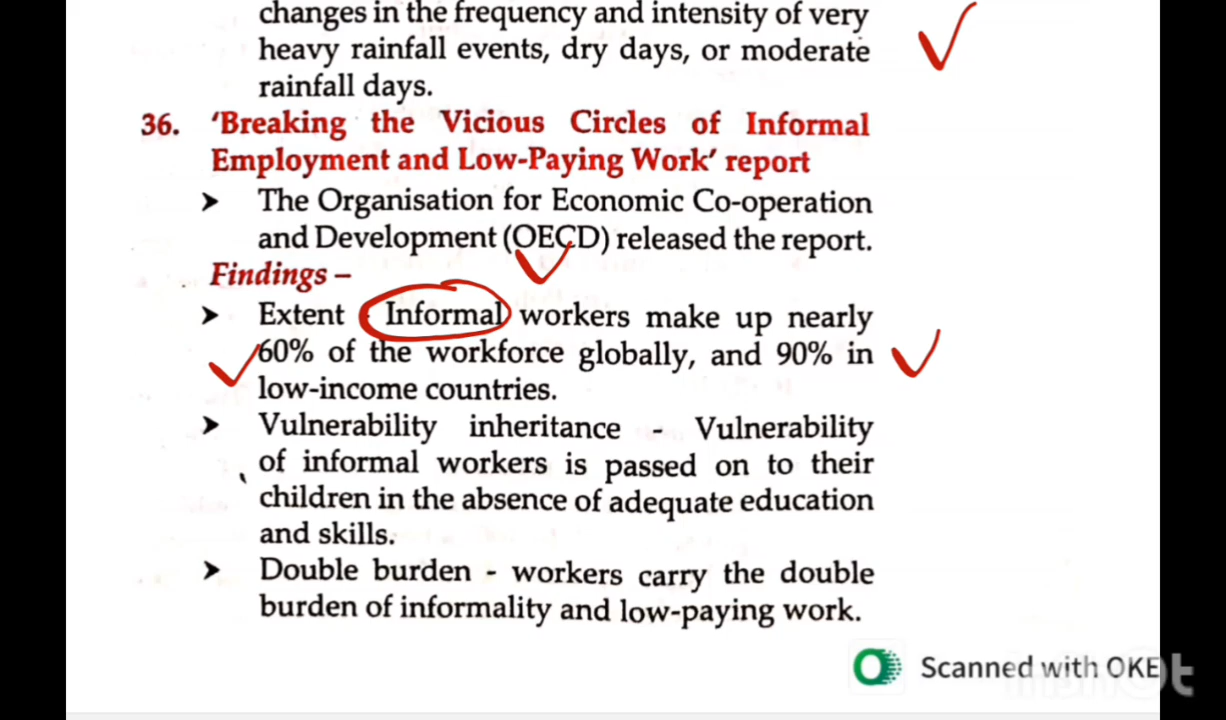 changes in the frequency and intensity of very
heavy rainfall events, dry days, or moderate
rainfall days.
36. 'Breaking the Vicious Circles of Informal
Employment and Low-Paying Work' report
➤ The Organisation for Economic Co-operation
and Development (OECD) released the report.
Findings –
➤ Extent - Informal workers make up nearly
60% of the workforce globally, and 90% in
low-income countries.
➤ Vulnerability inheritance - Vulnerability
of informal workers is passed on to their
children in the absence of adequate education
and skills.
➤ Double burden - workers carry the double
burden of informality and low-paying work.
Scanned with OKE